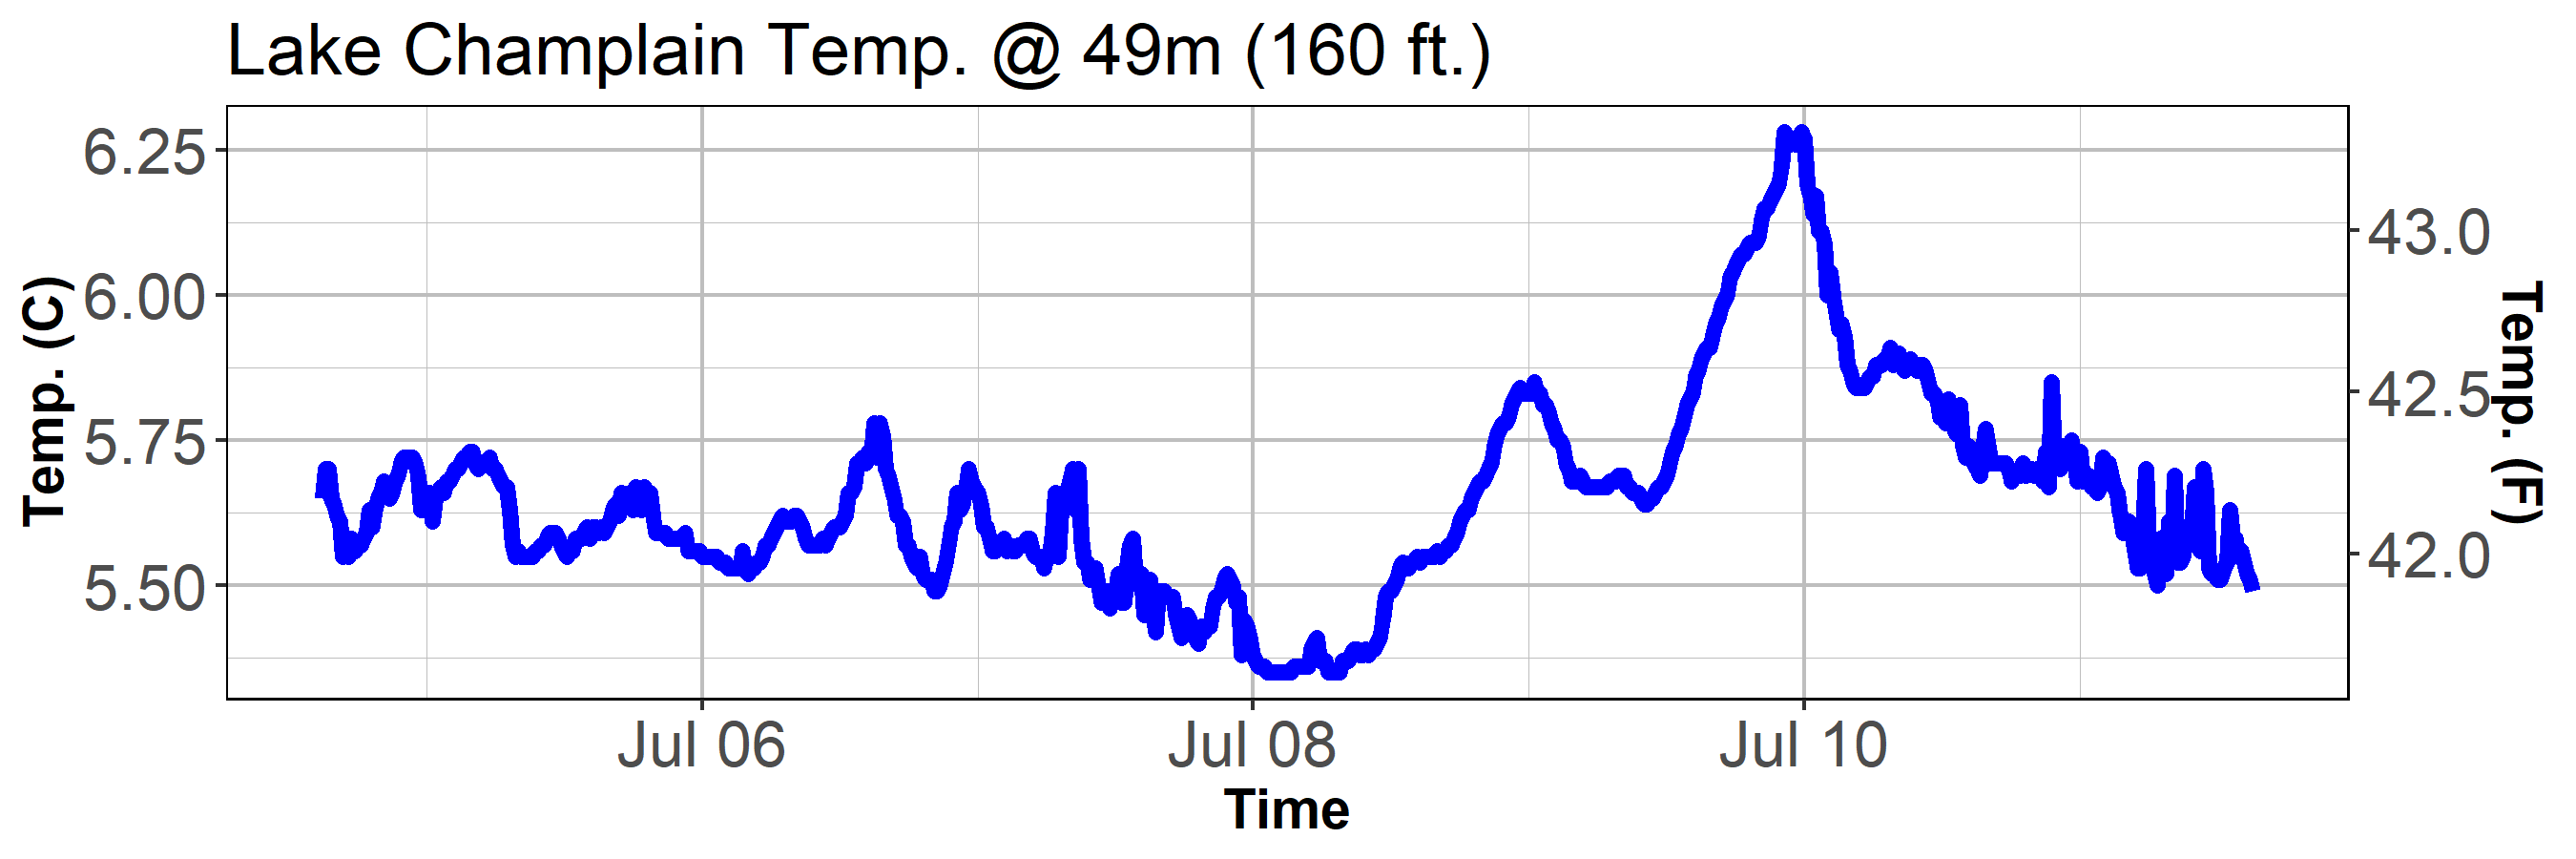 Lake Champlain Temp. @ 49m (160 ft.)
Temp. (C)
6.25
6.00
5.75
5.50
43.0
42.5
42.0
Temp. (F)
Jul 06
Jul 08
Jul 10
Time